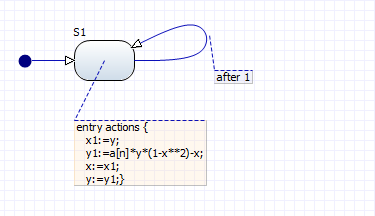 S1
after 1
entry actions {
x1:=y;
y1:=a[n]*y*(1-x**2)-x;
x:=x1;
y:=y1;}